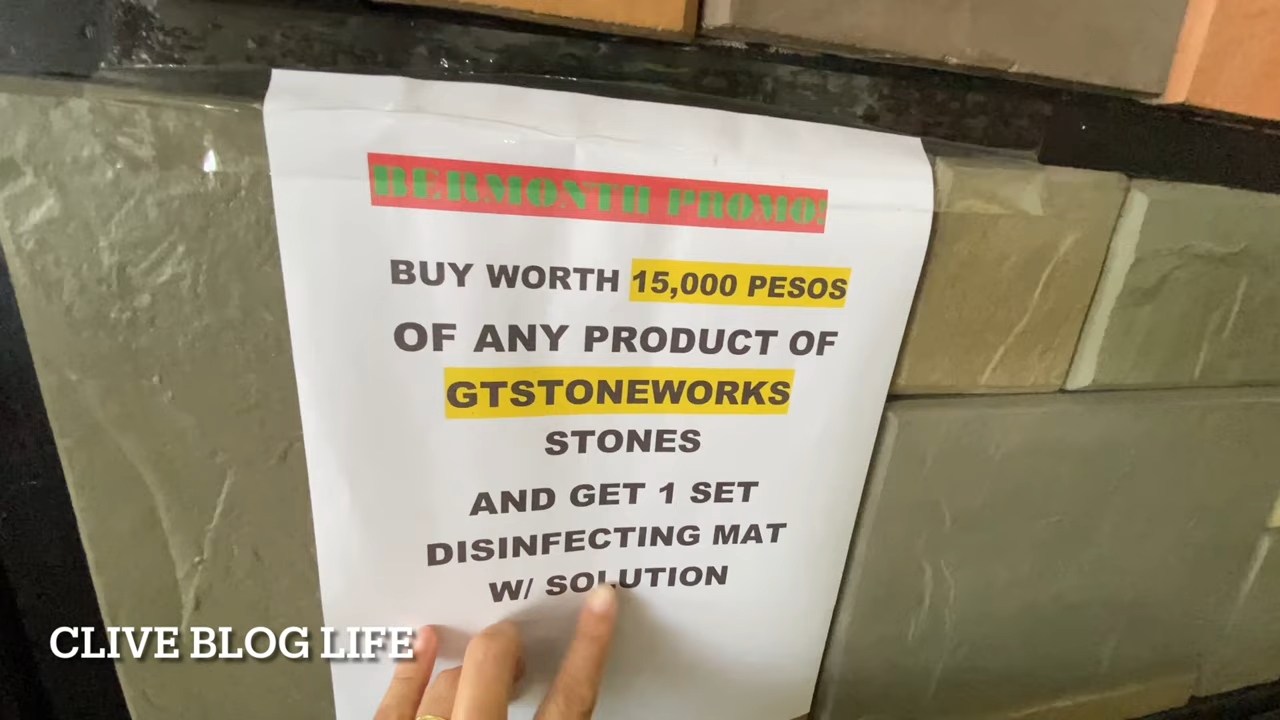 BERMONTH PROMO!
BUY WORTH 15,000 PESOS
OF ANY PRODUCT OF
GTSTONEWORKS
STONES
AND GET 1 SET
DISINFECTING MAT
W/ SOLUTION
CLIVE BLOG LIFE